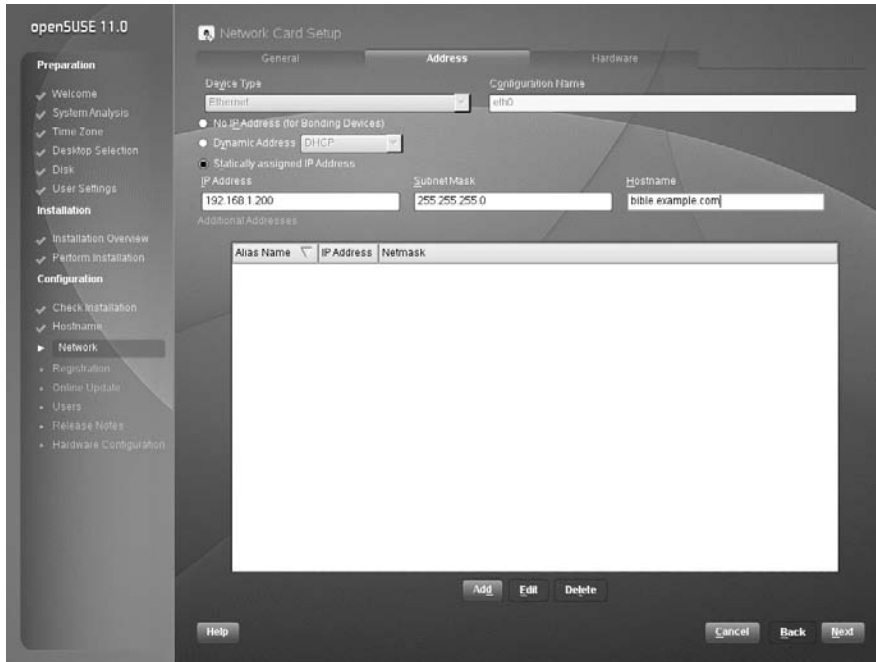 openSUSE 11.0
Preparation
Welcome
System Analysis
Time Zone
Desktop Selection
Disk
User Settings
Installation
Installation Overview
Perform Installation
Configuration
Check Installation
Hostname
Network
Registration
Online Update
Users
Release Notes
Hardware Configuration
Network Card Setup
General
Address
Hardware
Device Type
Configuration Name
Ethernet
eth0
No IP Address (for Bonding Devices)
Dynamic Address DHCP
Statically assigned IP Address
IP Address
Subnet Mask
Hostname
192.168.1.200
255.255.255.0
bible.example.com
Additional Addresses
Alias Name IP Address Netmask
Add Edit Delete
Help
Cancel Back Next